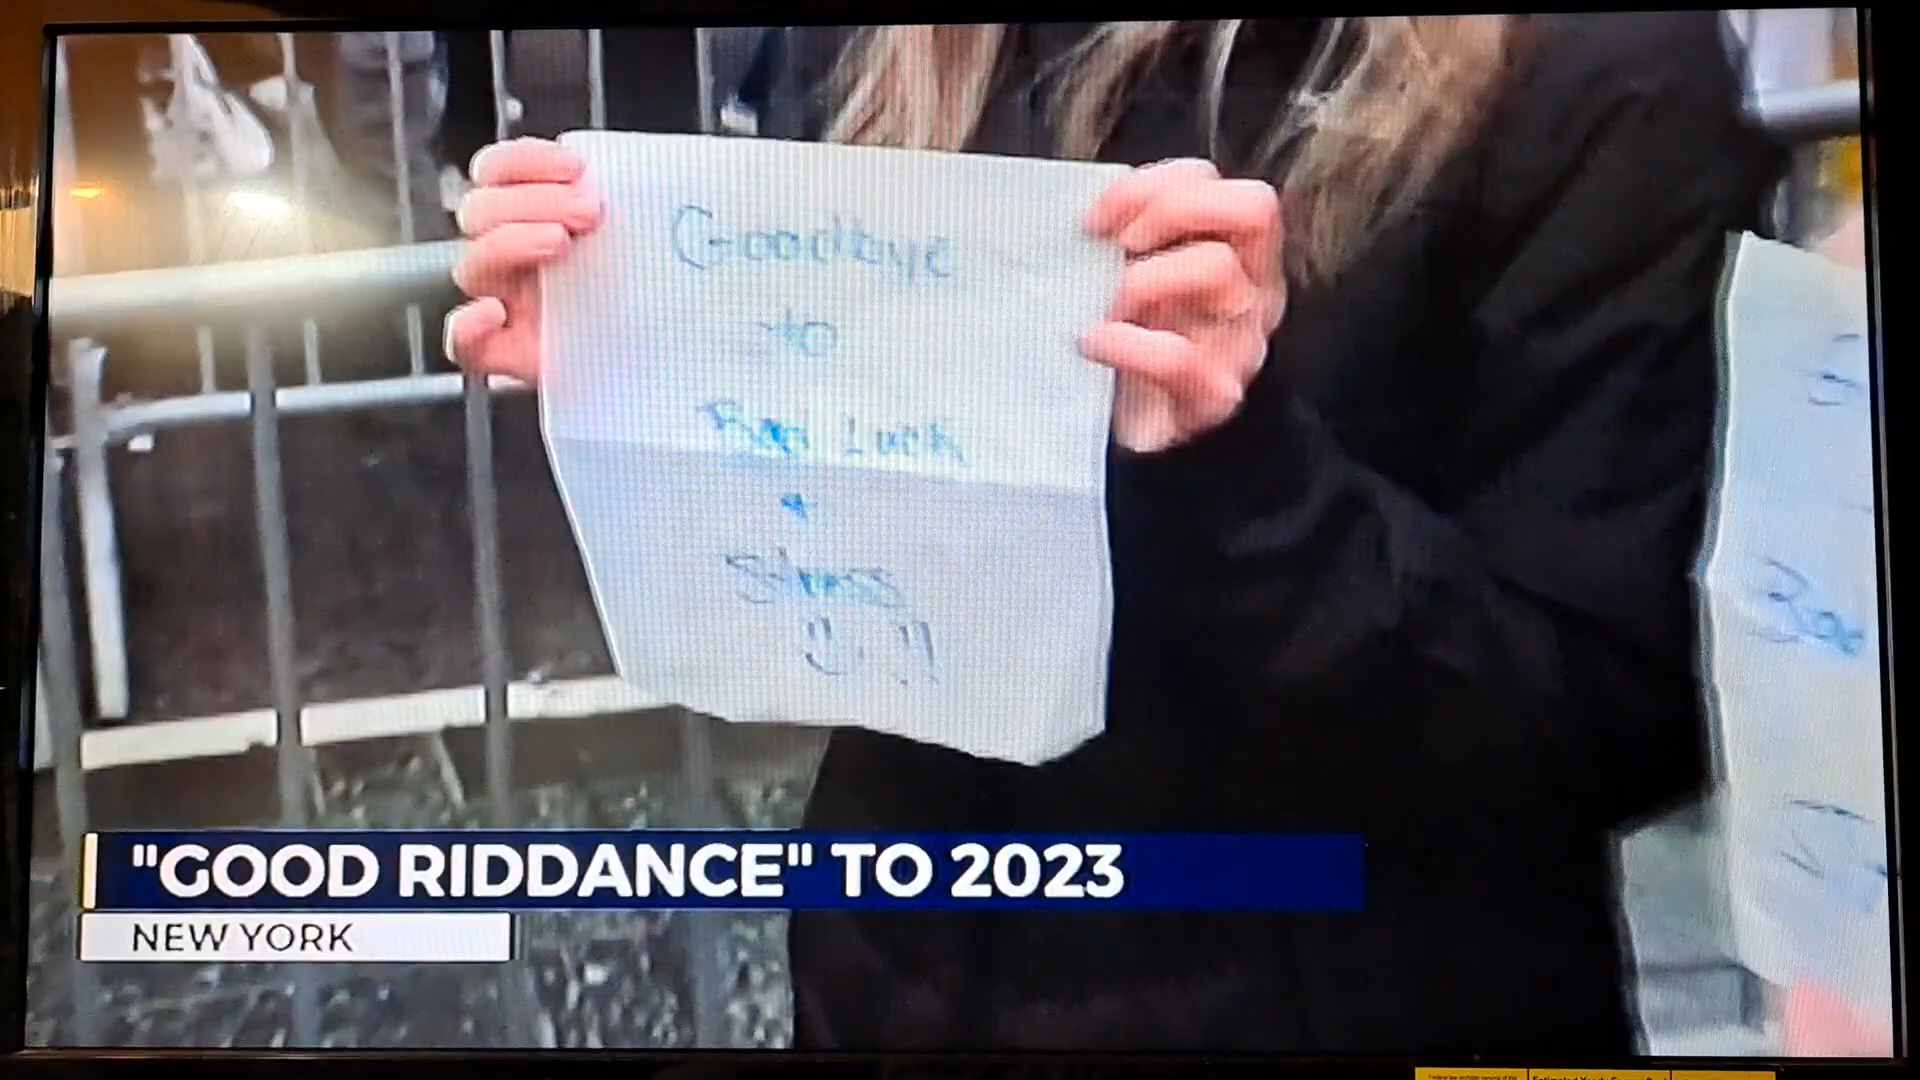 Goodbye
to
Bad Luck
&
Stress
!!
"GOOD RIDDANCE" TO 2023
NEW YORK